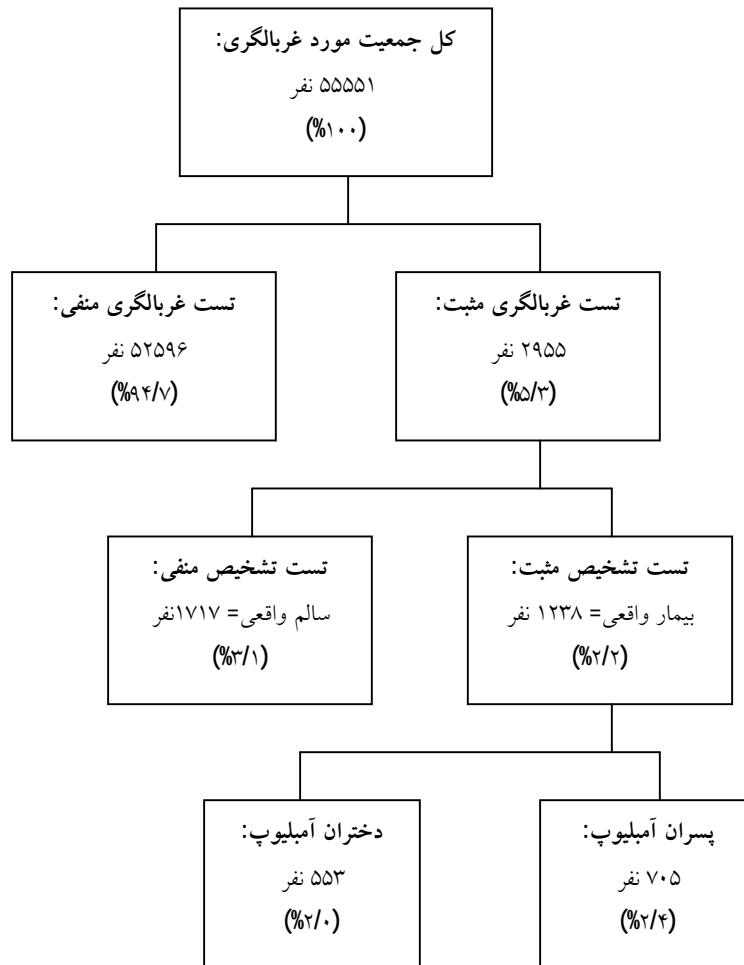 کل جمعیت مورد غربالگری:
۵۵۵۵۱ نفر
(%۱۰۰)
تست غربالگری مثبت:
۲۹۵۵ نفر
(%۵/۳)
تست غربالگری منفی:
۵۲۵۹۶ نفر
(%۹۴/۷)
تست تشخیص مثبت:
بیمار واقعی= ۱۲۳۸ نفر
(%۲/۲)
تست تشخیص منفی:
سالم واقعی= ۱۷۱۷نفر
(%۳/۱)
پسران آمبلیوپ:
۷۰۵ نفر
(%۲/۴)
دختران آمبلیوپ:
۵۵۳ نفر
(%۲/۰)